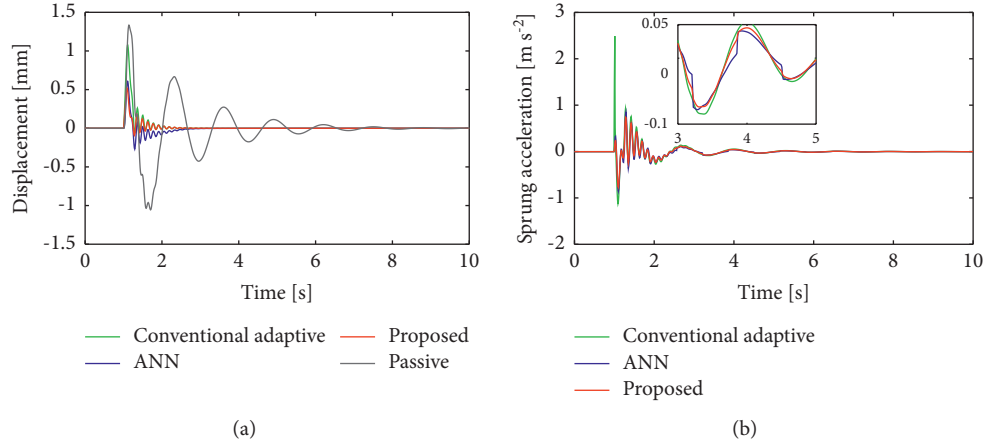 1.5
1
0.5
0
-0.5
-1
-1.5
Displacement [mm]
0 2 4 6 8 10
Time [s]
Conventional adaptive
ANN
Proposed
Passive
(a)
3
2
1
0
-1
-2
Sprung acceleration [m s-2]
0.05
0
-0.1
3 4 5
0 2 4 6 8 10
Time [s]
Conventional adaptive
ANN
Proposed
(b)